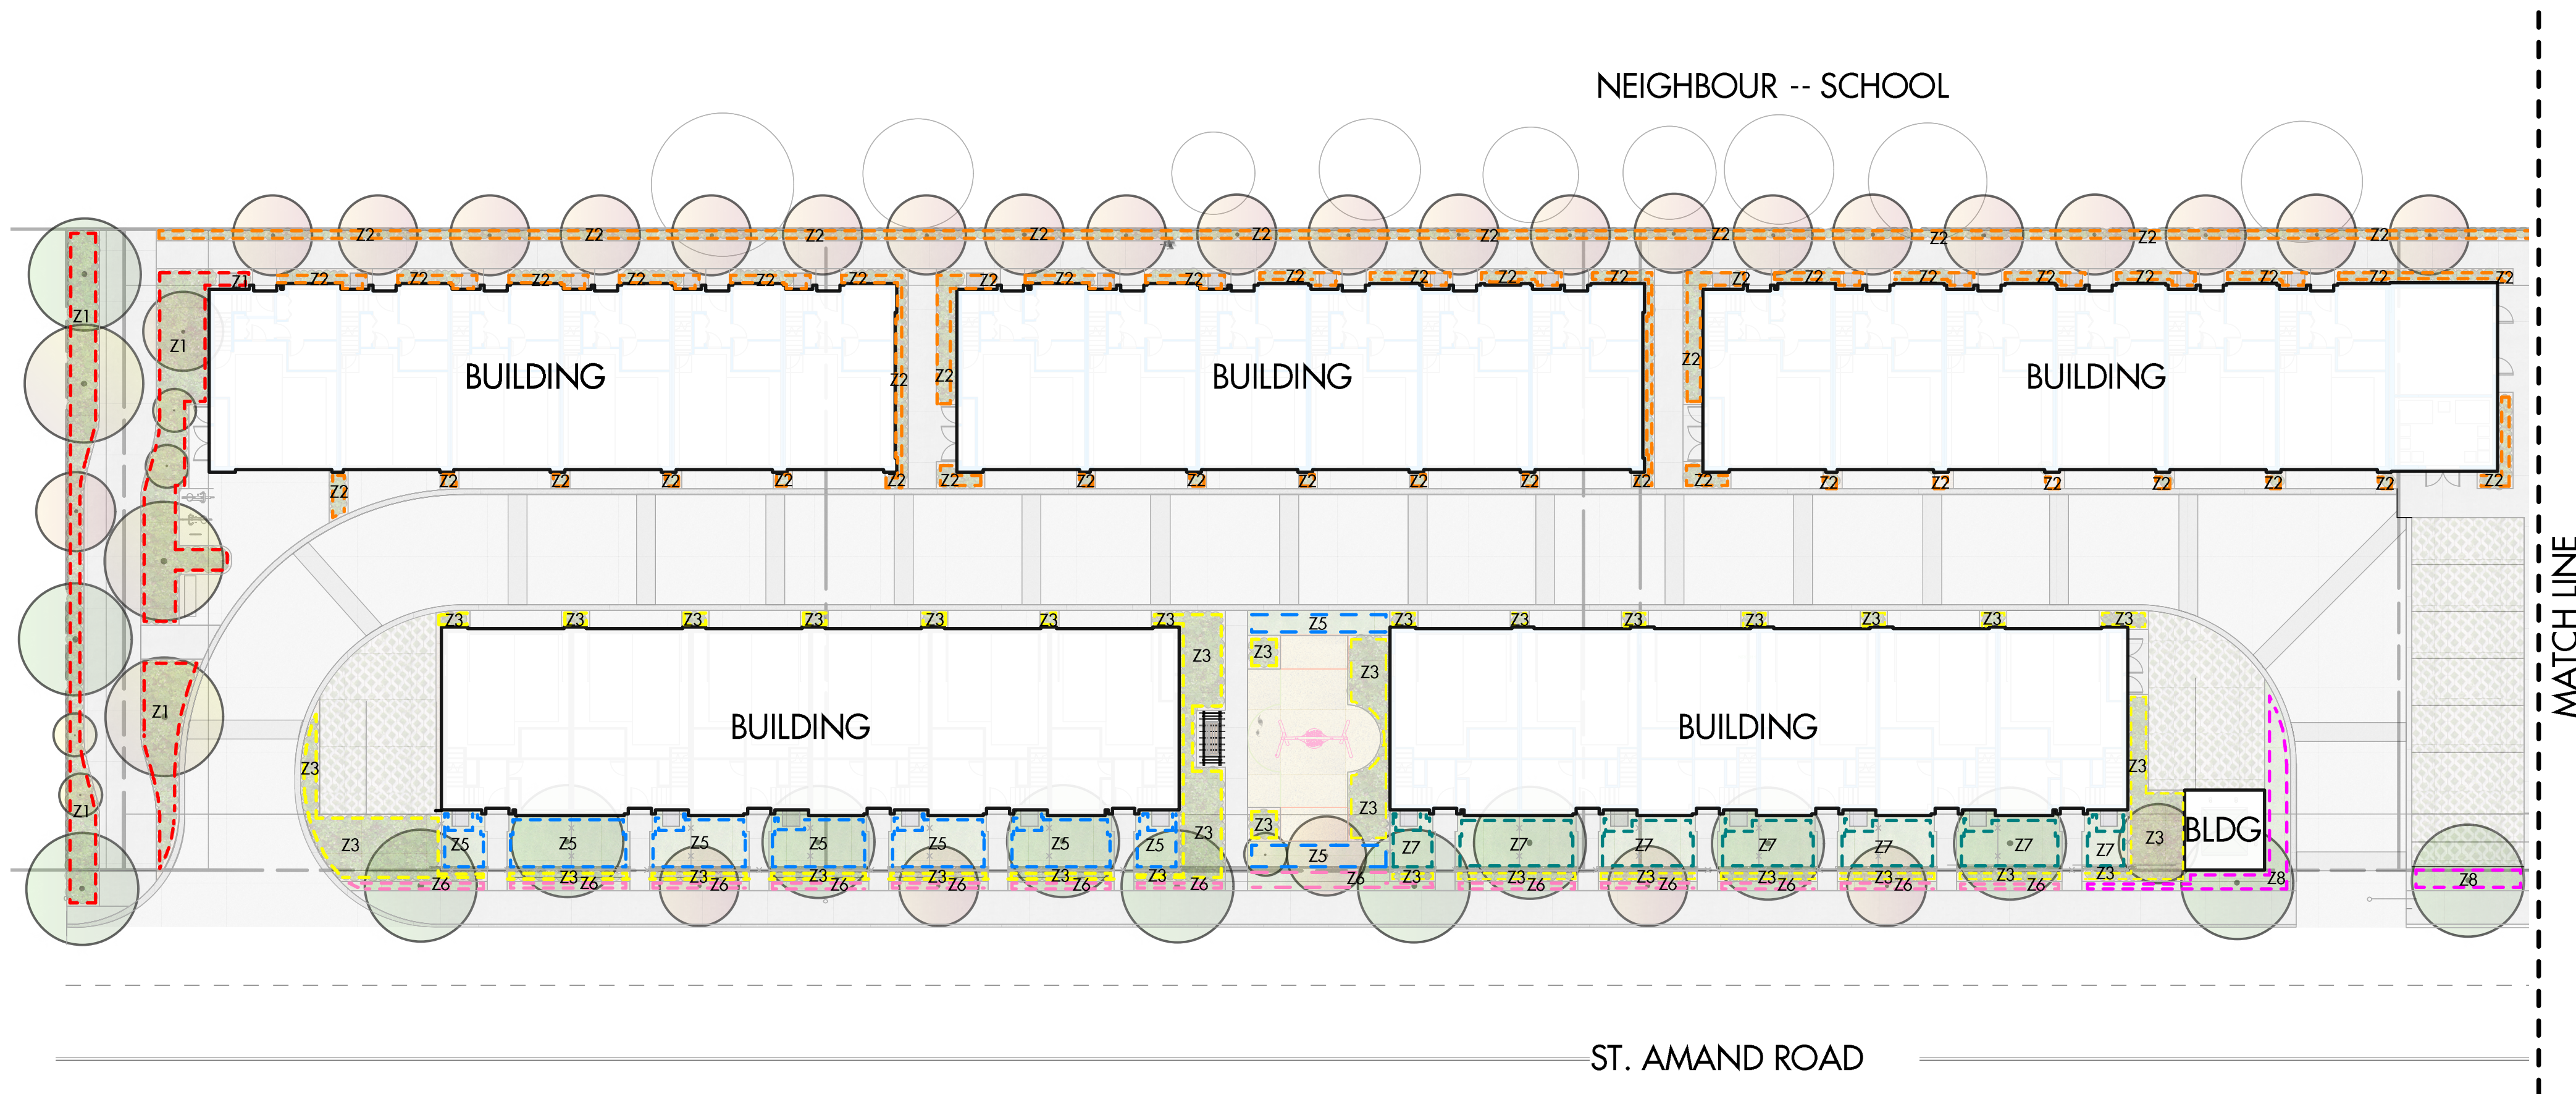 NEIGHBOUR -- SCHOOL
Z2 Z2 Z2 Z2 Z2 Z2 Z2 Z2 Z2 Z2
Z1 Z2 Z2 Z2 Z2 Z2 Z2 Z2 Z2 Z2 Z2 Z2 Z2 Z2 Z2 Z2 Z2 Z2 Z2 Z2 Z2 Z2
Z1
Z1 Z2
BUILDING Z2 Z2 BUILDING BUILDING
Z2 Z2 Z2 Z2 Z2 Z2 Z2 Z2 Z2 Z2 Z2 Z2 Z2 Z2 Z2 Z2 Z2 Z2 Z2 Z2
Z2
Z3 Z3 Z3 Z3 Z3 Z3 Z3 Z5 Z3 Z3 Z3 Z3 Z3 Z3 Z3
Z3 Z3
Z3
MATCH LINE
Z1
BUILDING BUILDING
Z3 Z3
Z1 Z3
Z3 Z3 BLDG.
Z3 Z5 Z5 Z5 Z5 Z5 Z5 Z5 Z7 Z7 Z7 Z7 Z7 Z7 Z7 Z3
Z5
Z3 Z3 Z3 Z3 Z3 Z3 Z3 Z3 Z3 Z3 Z3 Z3 Z3
Z6 Z6 Z6 Z6 Z6 Z6 Z6 Z6 Z6 Z6 Z6 Z6 Z6 Z8 Z8
ST. AMAND ROAD